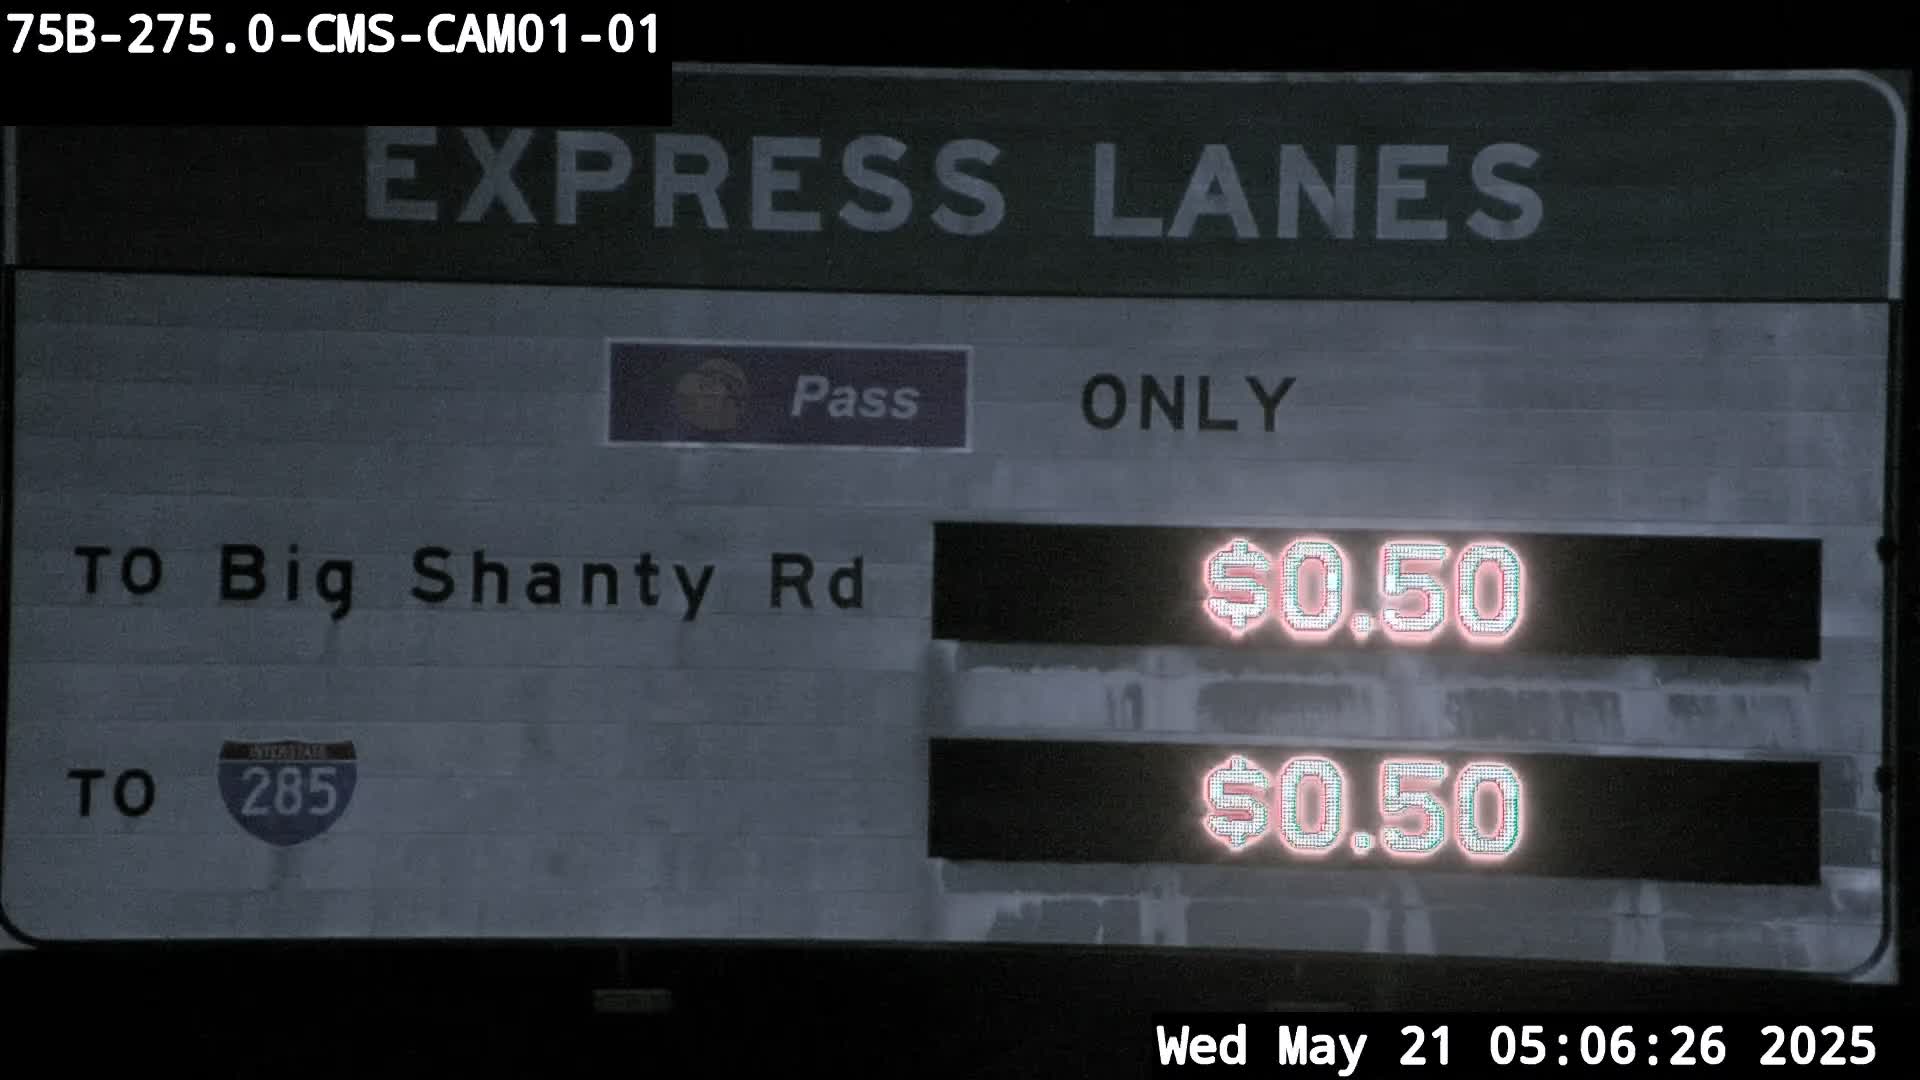 75B-275.0-CMS-CAM01-01
EXPRESS LANES
Pass ONLY
TO Big Shanty Rd $0.50
INTERSTATE
TO 285 $0.50
Wed May 21 05:06:26 2025